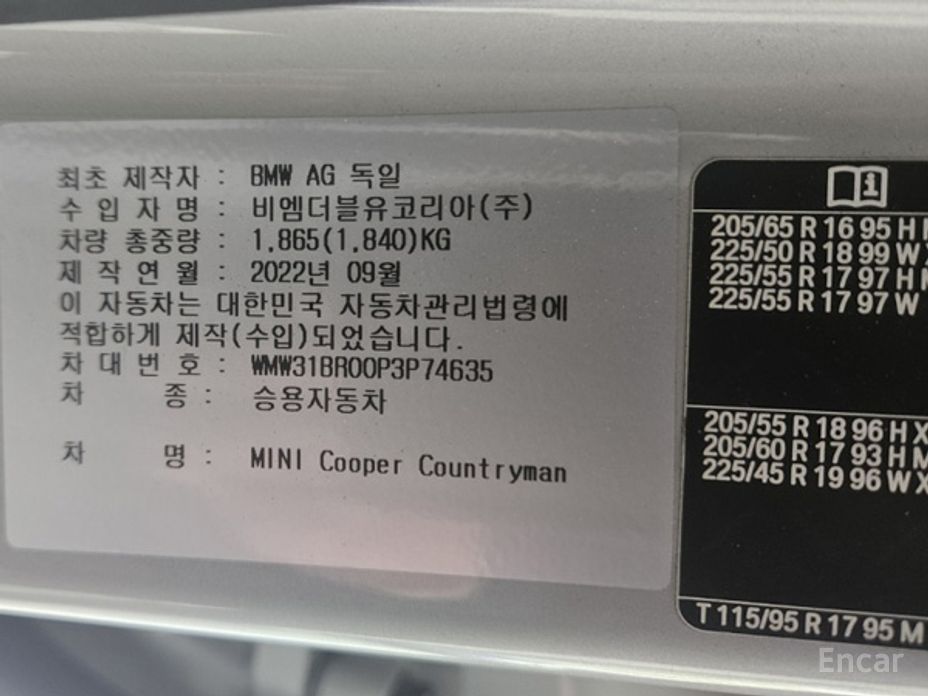 최초 제작자 : BMW AG 독일
수 입 자 명 : 비엠더블유코리아(주)
차량 총중량 : 1,865(1,840)KG
제 작 연 월 : 2022년 09월
이 자동차는 대한민국 자동차관리법령에
적합하게 제작(수입)되었습니다.
차 대 번 호 : WMW31BR00P3P74635
차 종 : 승용자동차
차 명 : MINI Cooper Countryman
205/65 R 16 95 H
225/50 R 18 99 W
225/55 R 17 97 H
225/55 R 17 97 W
205/55 R 18 96 H X
205/60 R 17 93 H
225/45 R 19 96 W X
T 115/95 R 17 95 M
Encar